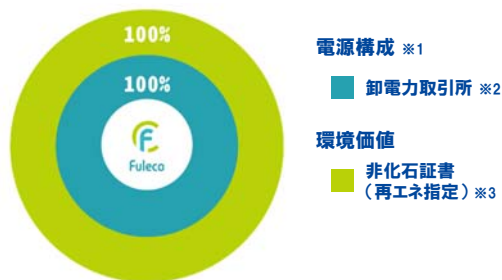 100%
100%
Fuleco
電源構成 ※1
卸電力取引所 ※2
環境価値
非化石証書
(再エネ指定) ※3